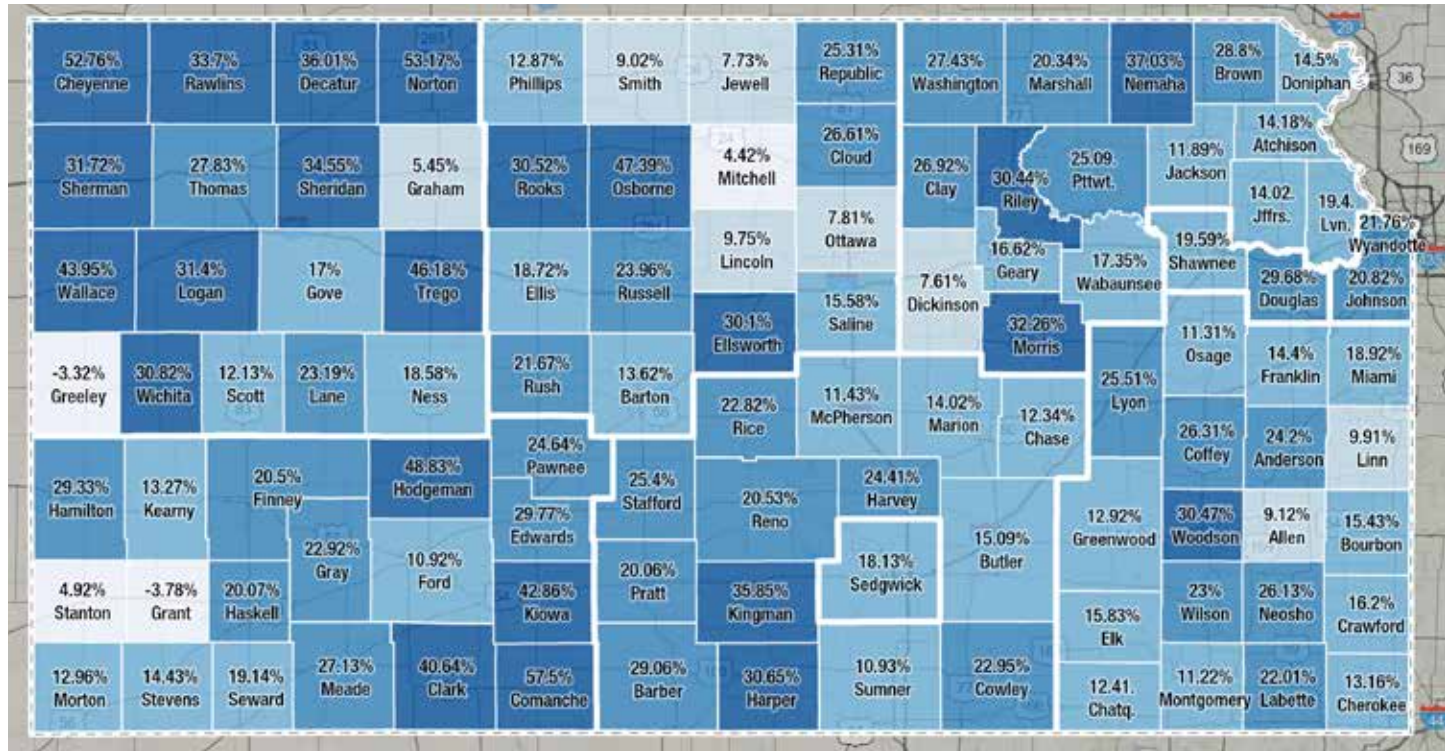 52.76%
Cheyenne
33.7%
Rawlins
36.01%
Decatur
53.17%
Norton
12.87%
Phillips
9.02%
Smith
7.73%
Jewell
25.31%
Republic
27.43%
Washington
20.34%
Marshall
37.03%
Nemaha
28.8%
Brown
14.5%
Doniphan
29
36
31.72%
Sherman
27.83%
Thomas
34.55%
Sheridan
5.45%
Graham
30.52%
Rooks
47.39%
Osborne
4.42%
Mitchell
26.61%
Cloud
26.92%
Clay
30.44%
Riley
25.09.
Pttwt.
11.89%
Jackson
14.18%
Atchison
169
14.02.
Jffrs.
19.4.
Lvn.
21.76%
Wyandotte
43.95%
Wallace
31.4%
Logan
17%
Gove
46.18%
Trego
18.72%
Ellis
23.96%
Russell
9.75%
Lincoln
7.81%
Ottawa
15.58%
Saline
7.61%
Dickinson
16.62%
Geary
17.35%
Wabaunsee
19.59%
Shawnee
29.68%
Douglas
20.82%
Johnson
-3.32%
Greeley
30.82%
Wichita
12.13%
Scott
23.19%
Lane
18.58%
Ness
21.67%
Rush
13.62%
Barton
30.1%
Ellsworth
32.26%
Morris
11.31%
Osage
14.4%
Franklin
18.92%
Miami
22.82%
Rice
11.43%
McPherson
14.02%
Marion
12.34%
Chase
25.51%
Lyon
26.31%
Coffey
24.2%
Anderson
9.91%
Linn
29.33%
Hamilton
13.27%
Kearny
20.5%
Finney
48.83%
Hodgeman
24.64%
Pawnee
25.4%
Stafford
20.53%
Reno
24.41%
Harvey
29.77%
Edwards
22.92%
Gray
10.92%
Ford
15.09%
Butler
12.92%
Greenwood
30.47%
Woodson
9.12%
Allen
15.43%
Bourbon
4.92%
Stanton
-3.78%
Grant
20.07%
Haskell
42.86%
Kiowa
20.06%
Pratt
35.85%
Kingman
18.13%
Sedgwick
15.83%
Elk
23%
Wilson
26.13%
Neosho
16.2%
Crawford
12.96%
Morton
14.43%
Stevens
19.14%
Seward
27.13%
Meade
40.64%
Clark
57.5%
Comanche
29.06%
Barber
30.65%
Harper
10.93%
Sumner
22.95%
Cowley
12.41.
Chatq.
11.22%
Montgomery
22.01%
Labette
13.16%
Cherokee
44